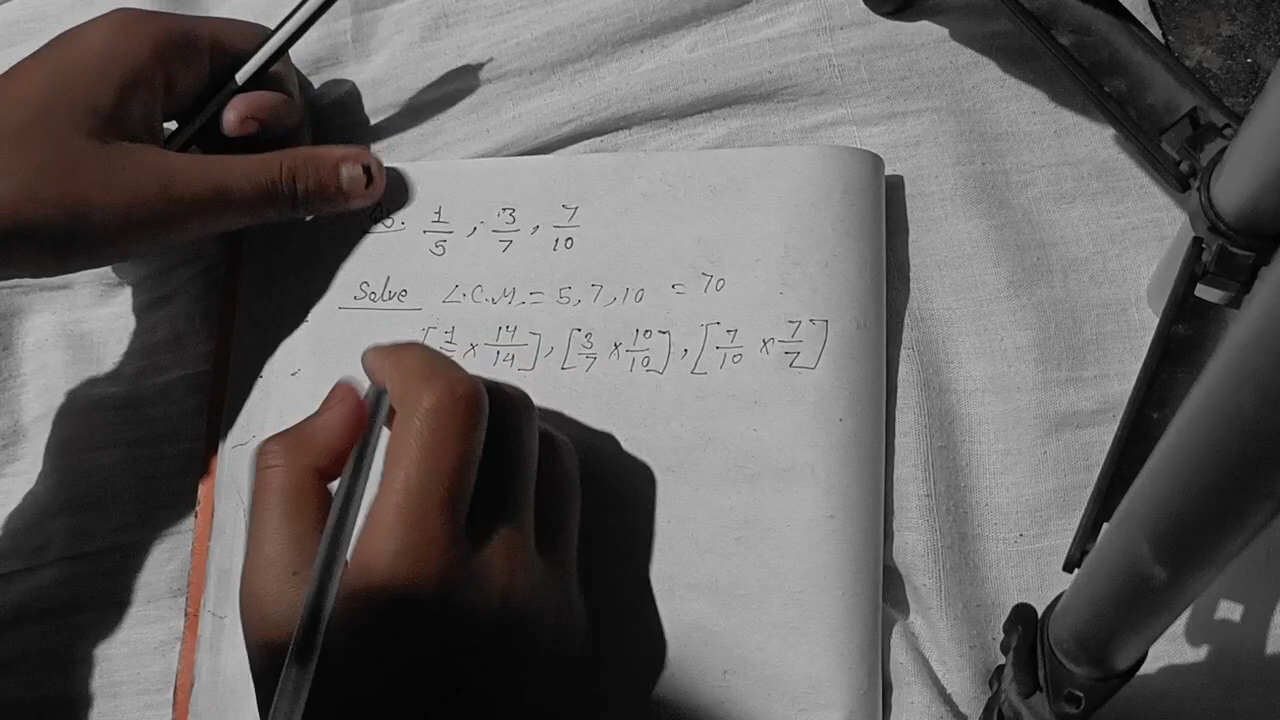 1/5, 3/7, 7/10
Solve L.C.M. = 5, 7, 10 = 70
[1/5 × 14/14], [3/7 × 10/10], [7/10 × 7/7]